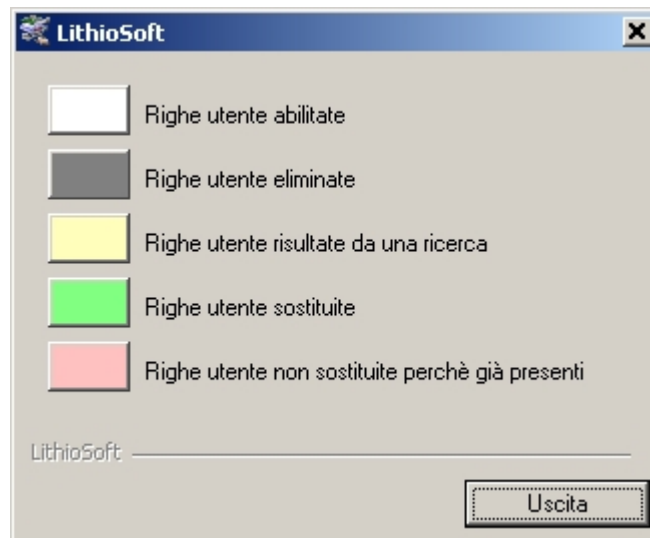 LithioSoft
Righe utente abilitate
Righe utente eliminate
Righe utente risultate da una ricerca
Righe utente sostituite
Righe utente non sostituite perchè già presenti
LithioSoft
Uscita